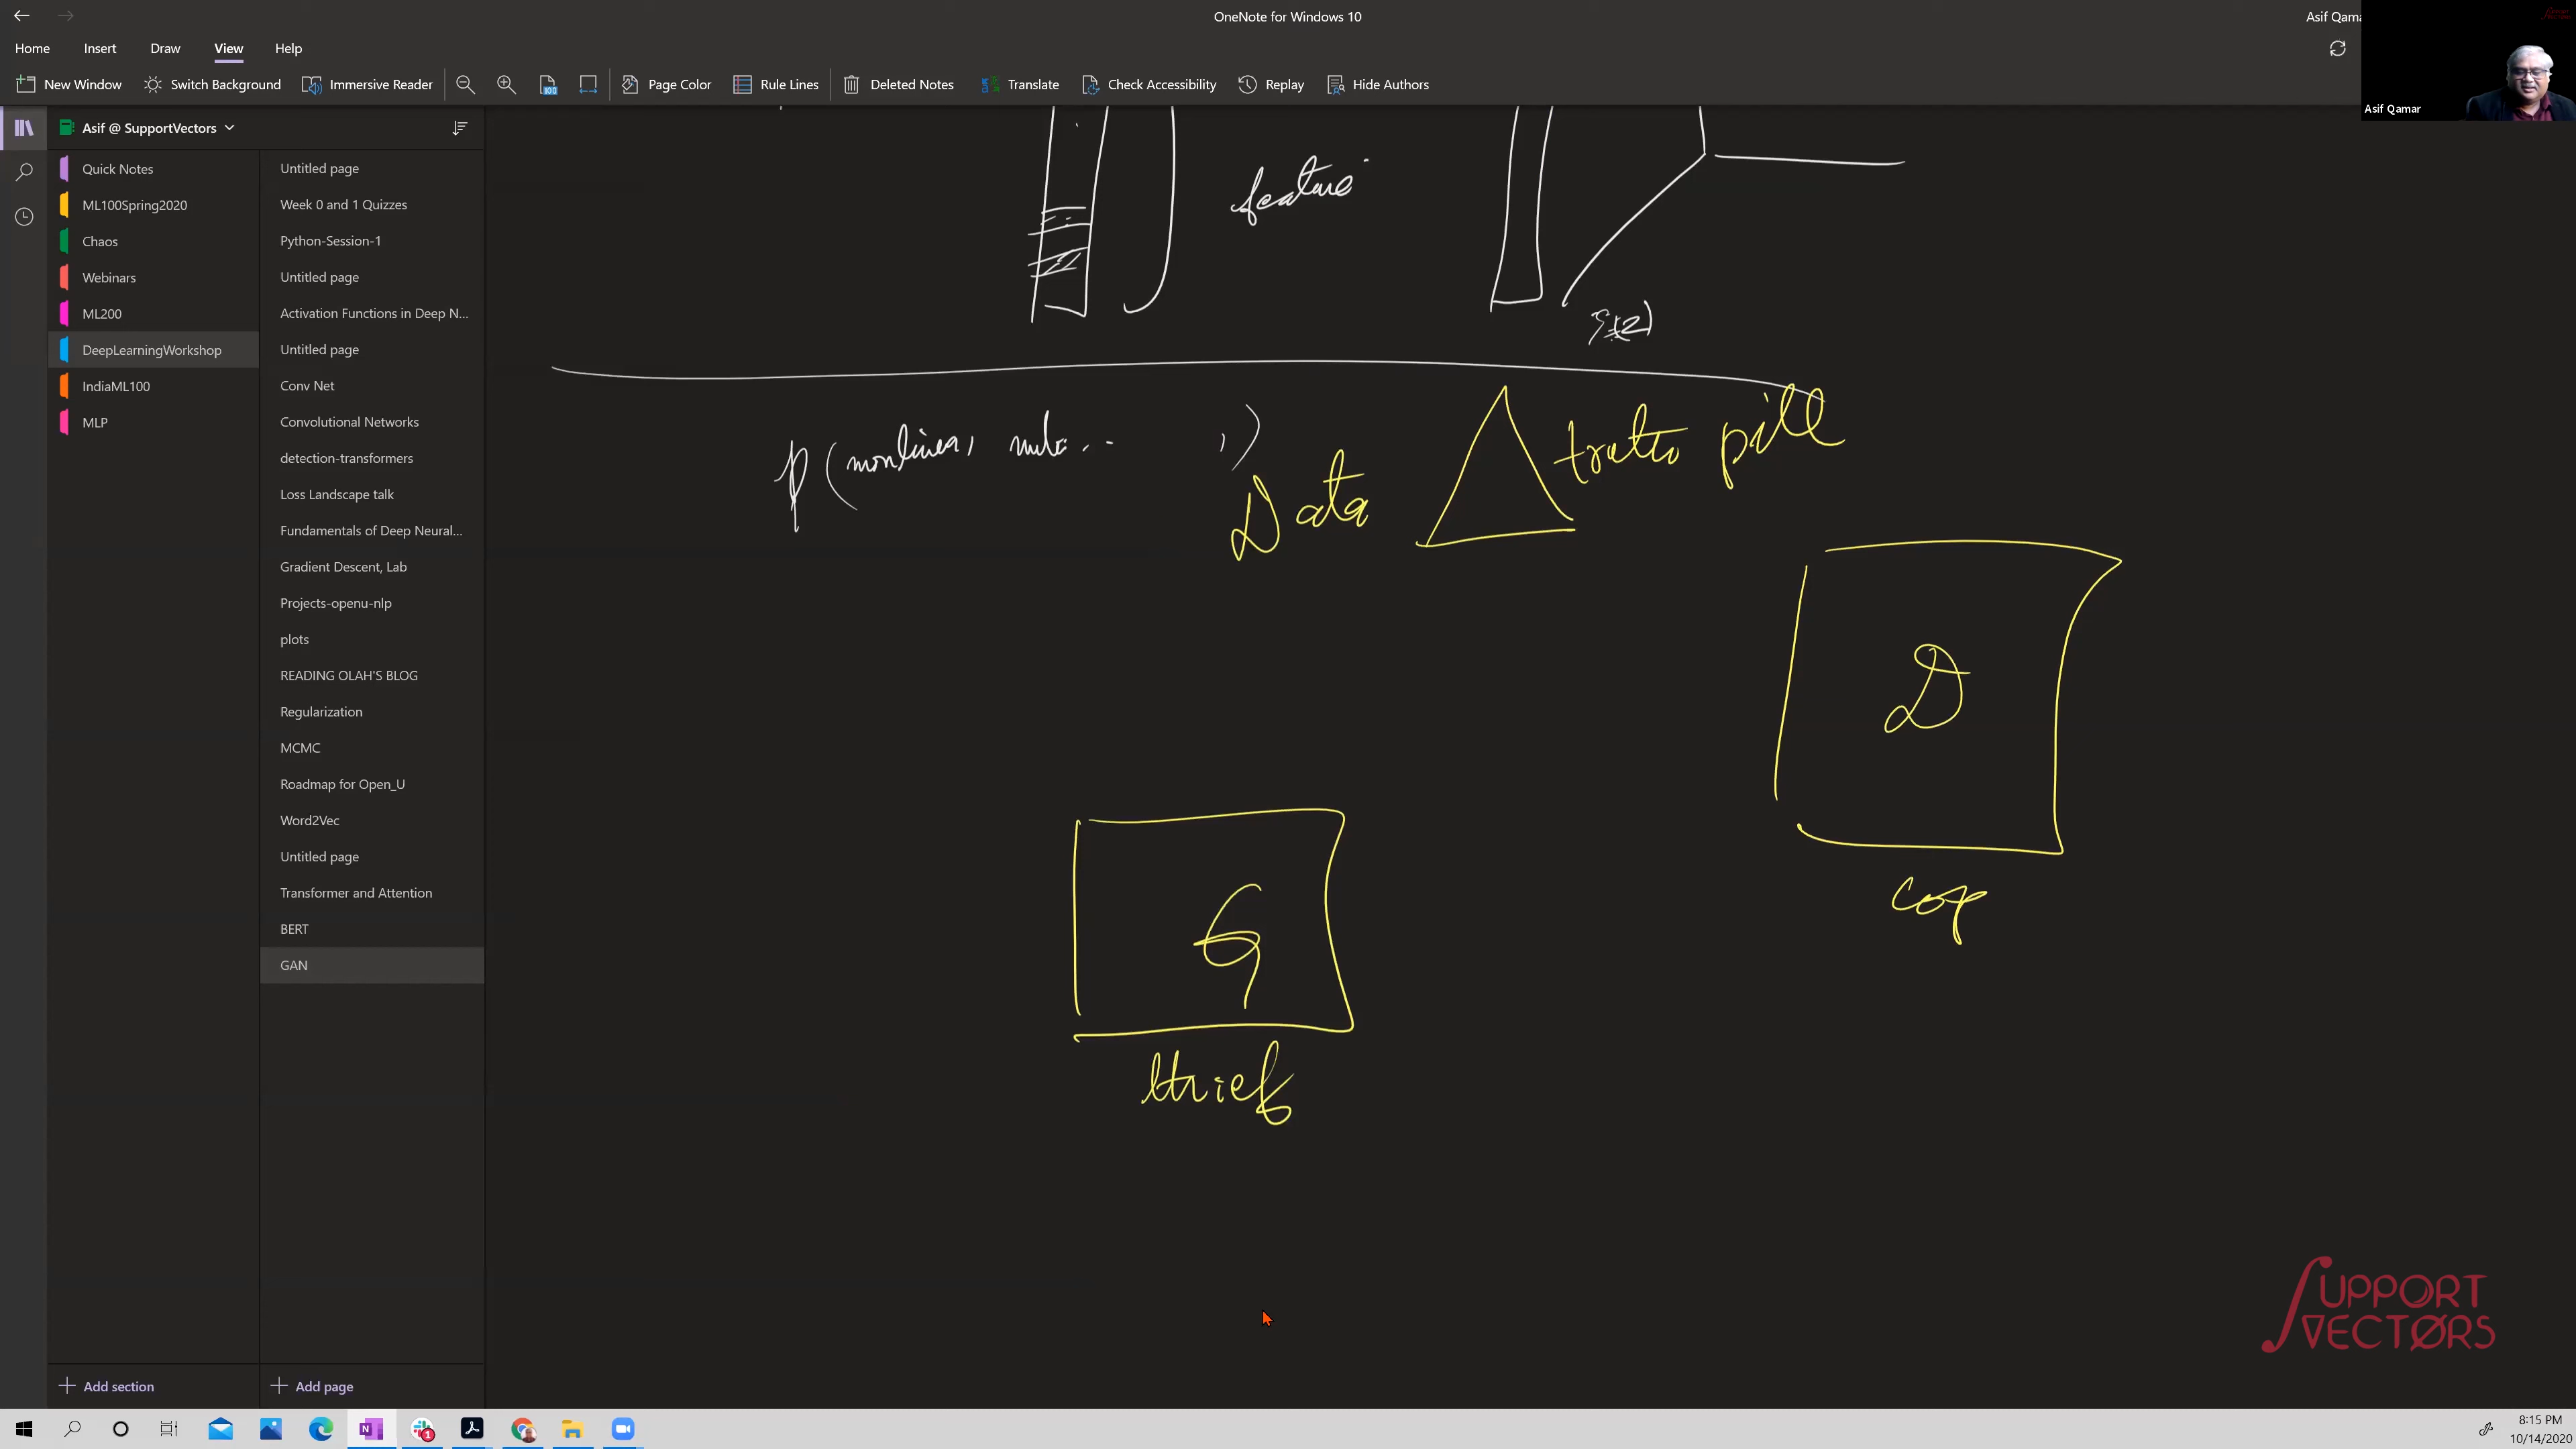 OneNote for Windows 10
Asif Qama
Home Insert Draw View Help
New Window Switch Background Immersive Reader Page Color Rule Lines Deleted Notes Translate Check Accessibility Replay Hide Authors
Asif Qamar
Asif @ SupportVectors
Quick Notes
ML100Spring2020
Chaos
Webinars
ML200
DeepLearningWorkshop
IndiaML100
MLP
Untitled page
Week 0 and 1 Quizzes
Python-Session-1
Untitled page
Activation Functions in Deep N...
Untitled page
Conv Net
Convolutional Networks
detection-transformers
Loss Landscape talk
Fundamentals of Deep Neural...
Gradient Descent, Lab
Projects-openu-nlp
plots
READING OLAH'S BLOG
Regularization
MCMC
Roadmap for Open_U
Word2Vec
Untitled page
Transformer and Attention
BERT
GAN
feature
Data
pill
D
cop
G
thief
SUPPORT
VECTORS
Add section
Add page
8:15 PM
10/14/2020